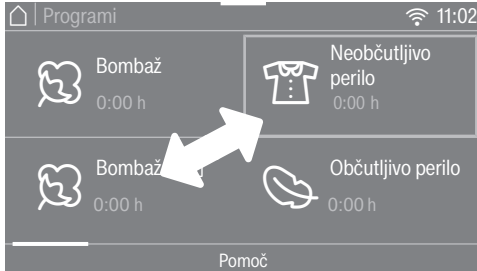 Programi
11:02
Bombaž
0:00 h
Neobčutljivo
perilo
0:00 h
Bombaž
0:00 h
Občutljivo perilo
0:00 h
Pomoč